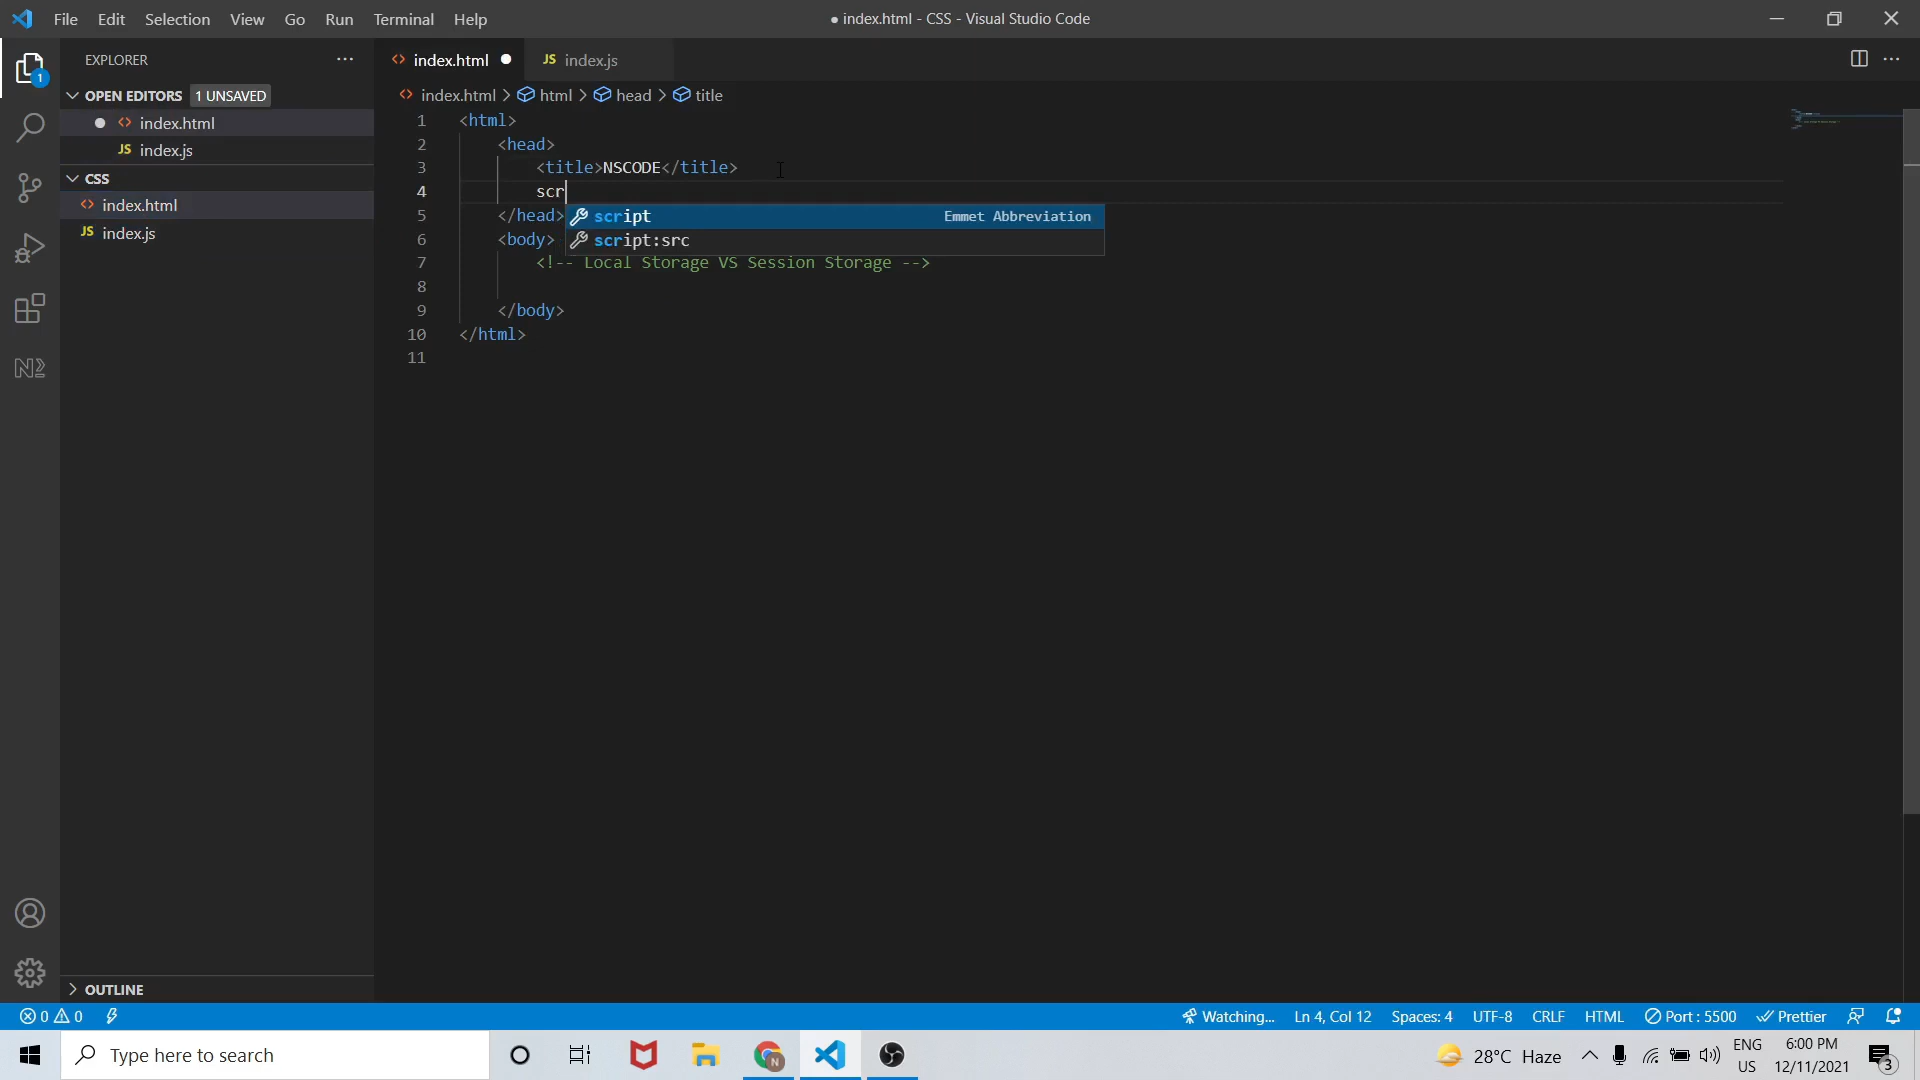 File Edit Selection View Go Run Terminal Help
● index.html - CSS - Visual Studio Code
EXPLORER
OPEN EDITORS 1 UNSAVED
index.html
JS index.js
CSS
index.html
JS index.js
OUTLINE
index.html JS index.js
index.html > html > head > title
1 <html>
2 <head>
3 <title>NSCODE</title>
4 scr
script Emmet Abbreviation
script:src
5 </head>
6 <body>
7 <!-- Local Storage VS Session Storage -->
8
9 </body>
10 </html>
11
1
0 0 Watching... Ln 4, Col 12 Spaces: 4 UTF-8 CRLF HTML Port : 5500 Prettier
Type here to search
N
28°C Haze
ENG
US
6:00 PM
12/11/2021
3